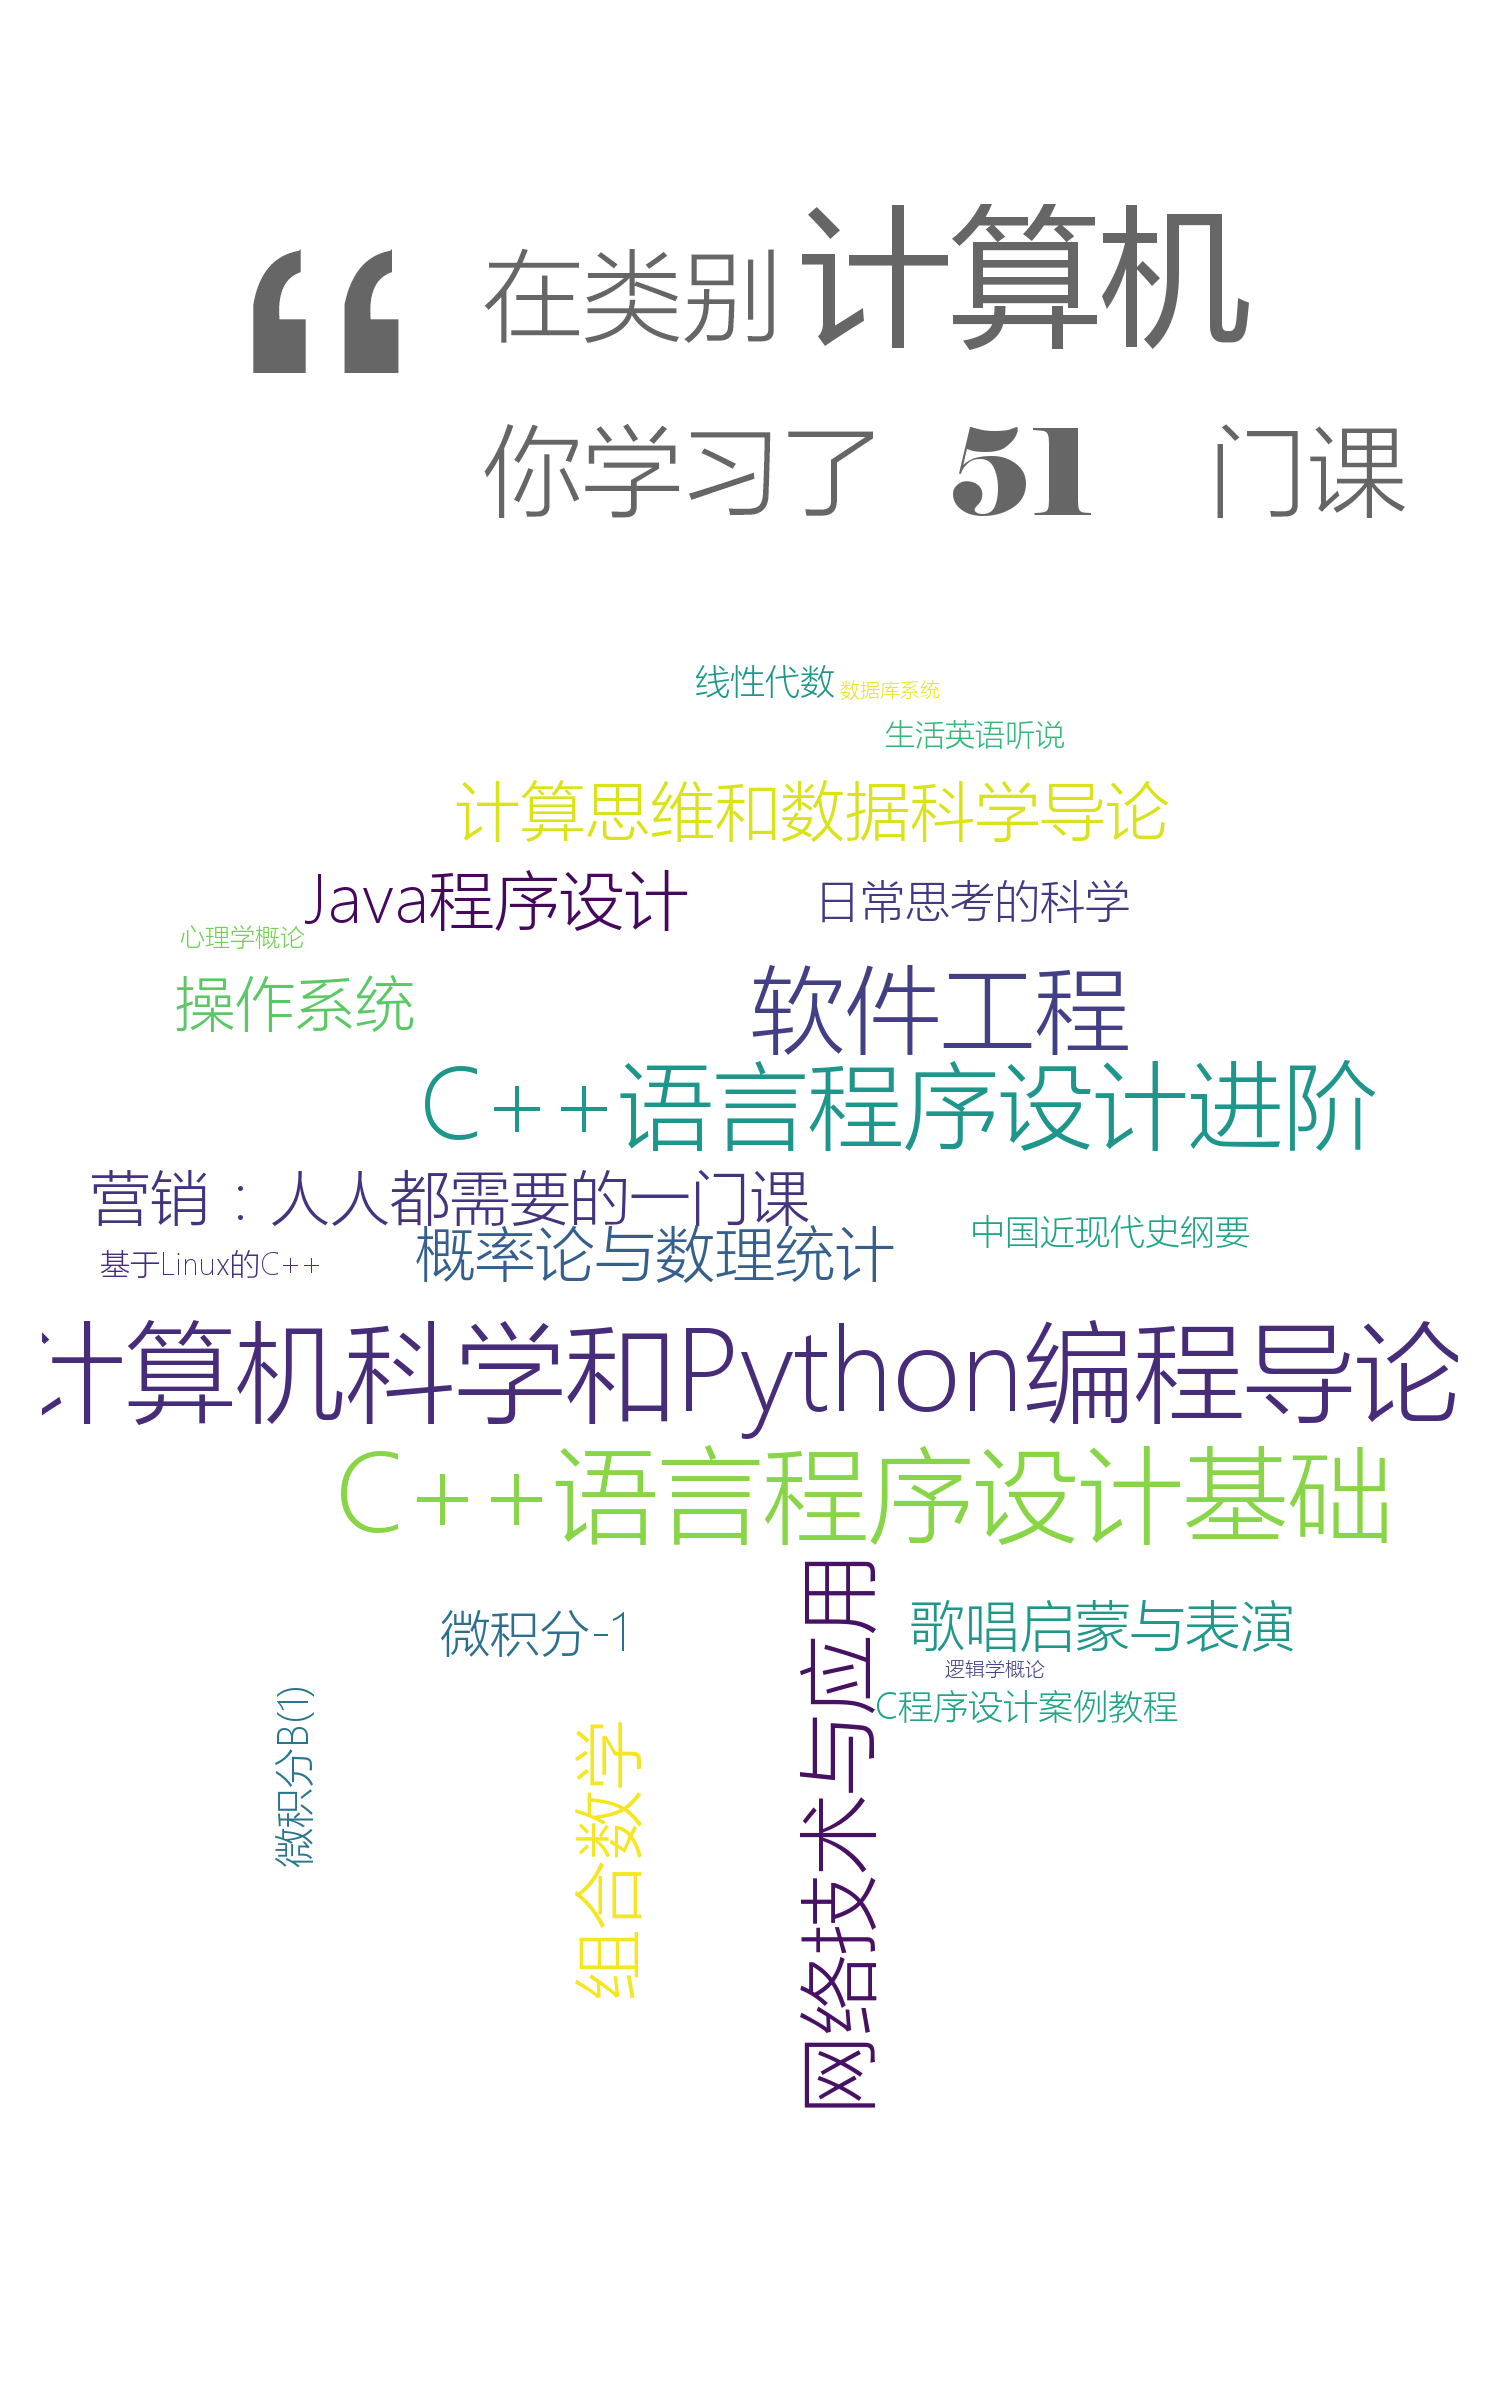 “ 在类别 计算机
你学习了 51 门课
线性代数
数据库系统
生活英语听说
计算思维和数据科学导论
Java程序设计
日常思考的科学
心理学概论
操作系统
软件工程
C++语言程序设计进阶
营销：人人都需要的一门课
中国近现代史纲要
基于Linux的C++
概率论与数理统计
计算机科学和Python编程导论
C++语言程序设计基础
网络技术与应用
微积分-1
歌唱启蒙与表演
逻辑学概论
C程序设计案例教程
微积分B(1)
组合数学